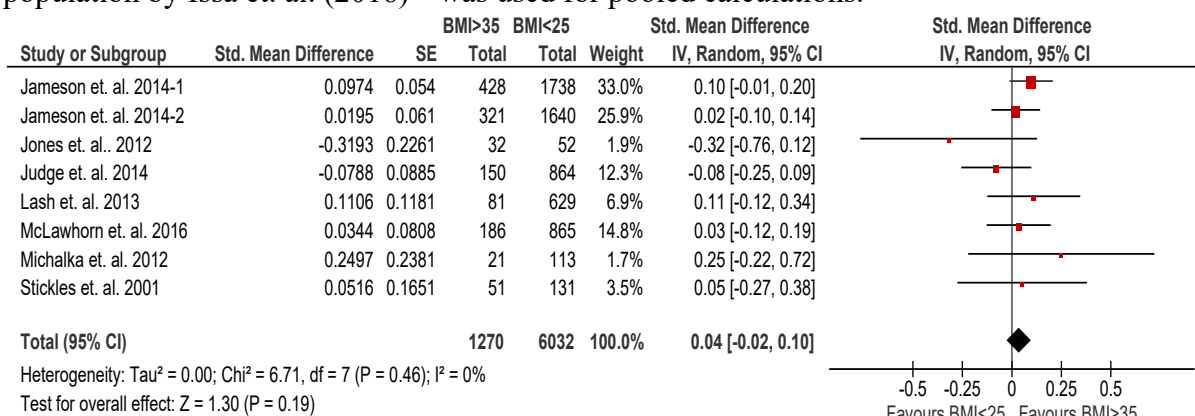 population by Issa et. al. (2016) was used for pooled calculations.
BMI>35 BMI<25 Std. Mean Difference Std. Mean Difference
Study or Subgroup Std. Mean Difference SE Total Total Weight IV, Random, 95% CI IV, Random, 95% CI
Jameson et. al. 2014-1 0.0974 0.054 428 1738 33.0% 0.10 [-0.01, 0.20]
Jameson et. al. 2014-2 0.0195 0.061 321 1640 25.9% 0.02 [-0.10, 0.14]
Jones et. al.. 2012 -0.3193 0.2261 32 52 1.9% -0.32 [-0.76, 0.12]
Judge et. al. 2014 -0.0788 0.0885 150 864 12.3% -0.08 [-0.25, 0.09]
Lash et. al. 2013 0.1106 0.1181 81 629 6.9% 0.11 [-0.12, 0.34]
McLawhorn et. al. 2016 0.0344 0.0808 186 865 14.8% 0.03 [-0.12, 0.19]
Michalka et. al. 2012 0.2497 0.2381 21 113 1.7% 0.25 [-0.22, 0.72]
Stickles et. al. 2001 0.0516 0.1651 51 131 3.5% 0.05 [-0.27, 0.38]
Total (95% CI) 1270 6032 100.0% 0.04 [-0.02, 0.10]
Heterogeneity: Tau² = 0.00; Chi² = 6.71, df = 7 (P = 0.46); I² = 0%
Test for overall effect: Z = 1.30 (P = 0.19)
-0.5 -0.25 0 0.25 0.5
Favours BMI<25 Favours BMI>35